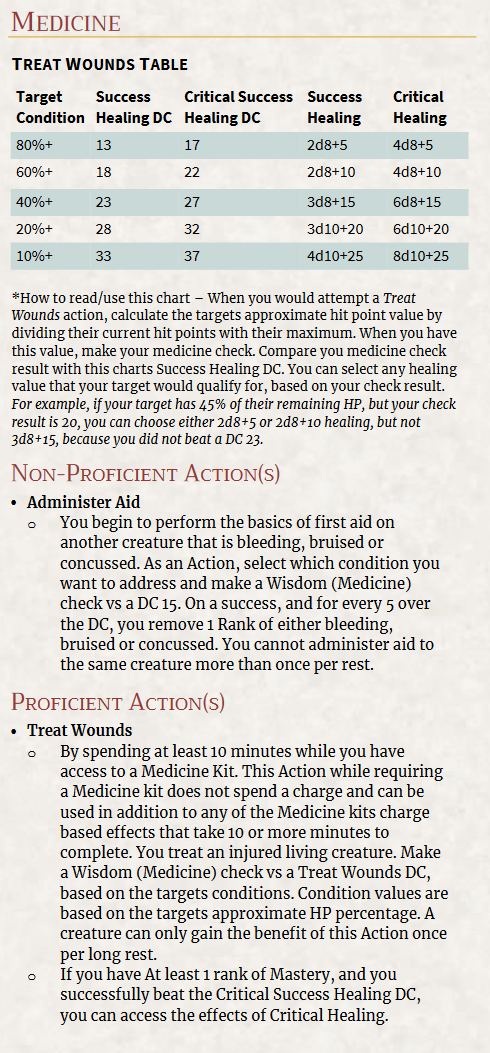 MEDICINE
TREAT WOUNDS TABLE
Target Condition Success Healing DC Critical Success Healing DC Success Healing Critical Healing
80%+ 13 17 2d8+5 4d8+5
60%+ 18 22 2d8+10 4d8+10
40%+ 23 27 3d8+15 6d8+15
20%+ 28 32 3d10+20 6d10+20
10%+ 33 37 4d10+25 8d10+25
*How to read/use this chart – When you would attempt a Treat
Wounds action, calculate the targets approximate hit point value by
dividing their current hit points with their maximum. When you have
this value, make your medicine check. Compare you medicine check
result with this charts Success Healing DC. You can select any healing
value that your target would qualify for, based on your check result.
For example, if your target has 45% of their remaining HP, but your check
result is 20, you can choose either 2d8+5 or 2d8+10 healing, but not
3d8+15, because you did not beat a DC 23.
NON-PROFICIENT ACTION(S)
• Administer Aid
o You begin to perform the basics of first aid on
another creature that is bleeding, bruised or
concussed. As an Action, select which condition you
want to address and make a Wisdom (Medicine)
check vs a DC 15. On a success, and for every 5 over
the DC, you remove 1 Rank of either bleeding,
bruised or concussed. You cannot administer aid to
the same creature more than once per rest.
PROFICIENT ACTION(S)
• Treat Wounds
o By spending at least 10 minutes while you have
access to a Medicine Kit. This Action while requiring
a Medicine kit does not spend a charge and can be
used in addition to any of the Medicine kits charge
based effects that take 10 or more minutes to
complete. You treat an injured living creature. Make
a Wisdom (Medicine) check vs a Treat Wounds DC,
based on the targets conditions. Condition values are
based on the targets approximate HP percentage. A
creature can only gain the benefit of this Action once
per long rest.
o If you have At least 1 rank of Mastery, and you
successfully beat the Critical Success Healing DC,
you can access the effects of Critical Healing.